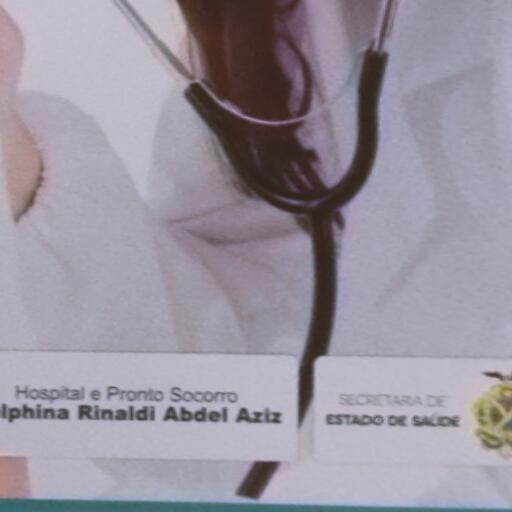 Hospital e Pronto Socorro
lphina Rinaldi Abdel Aziz
SECRETARIA DE
ESTADO DE SAÚDE